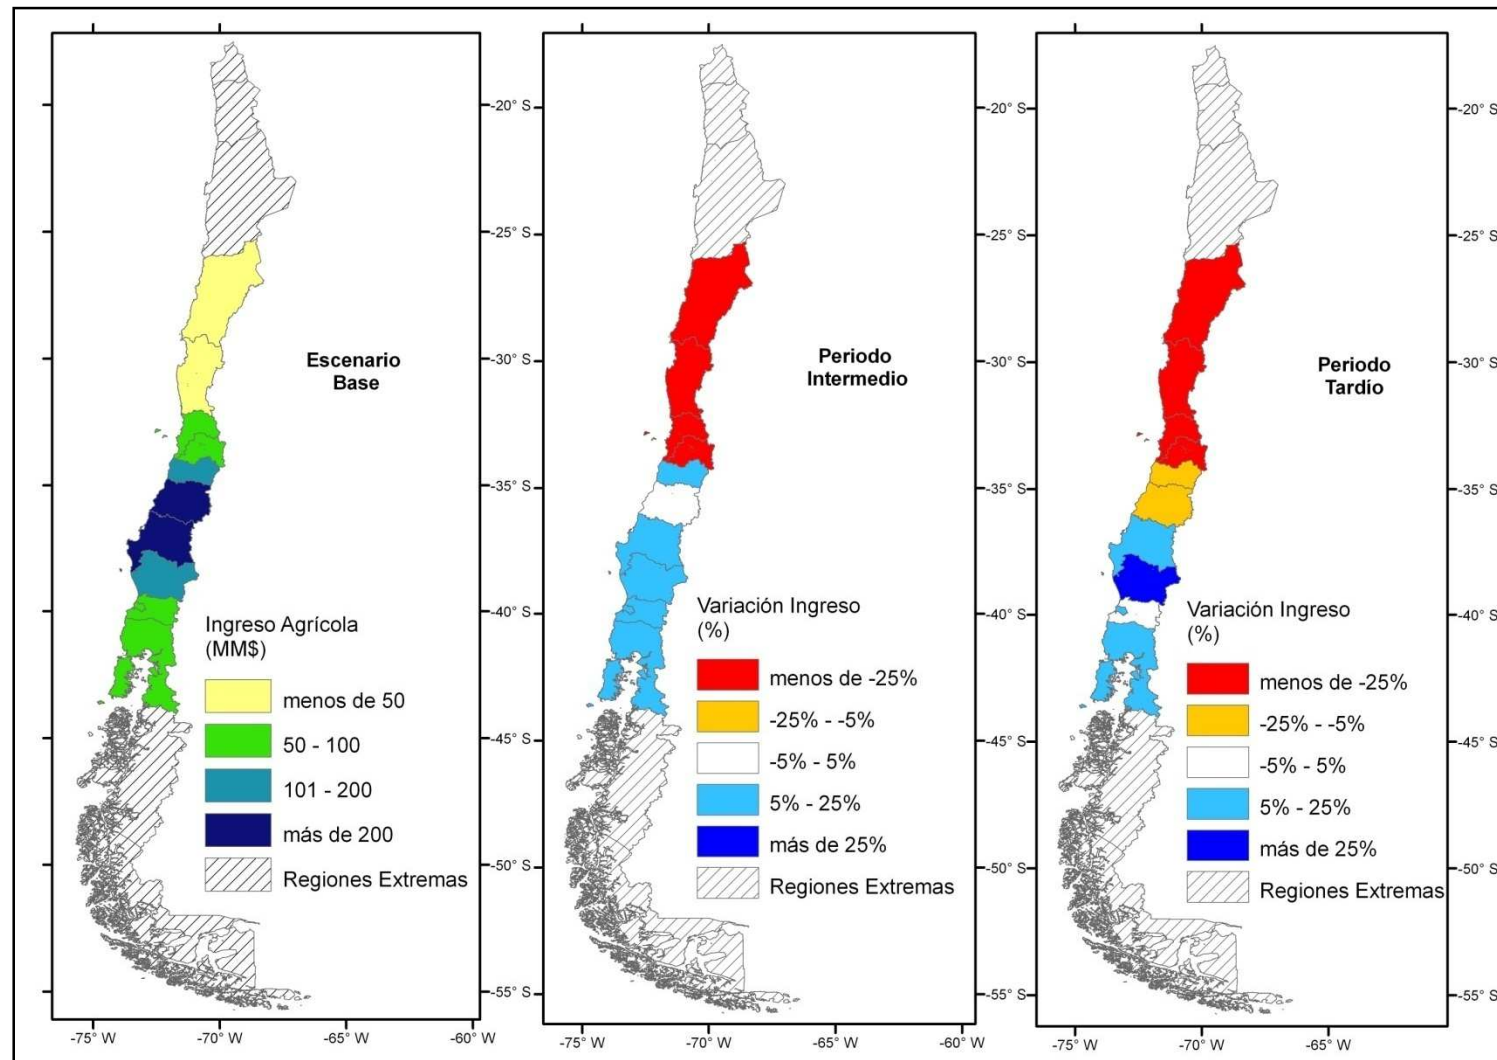 Escenario
Base
Ingreso Agrícola
(MM$)
menos de 50
50 - 100
101 - 200
más de 200
Regiones Extremas
-75° W
-70° W
-65° W
-60° W
-20° S
-25° S
-30° S
-35° S
-40° S
-45° S
-50° S
-55° S
Periodo
Intermedio
Variación Ingreso
(%)
menos de -25%
-25% - -5%
-5% - 5%
5% - 25%
más de 25%
Regiones Extremas
-75° W
-70° W
-65° W
-60° W
-20° S
-25° S
-30° S
-35° S
-40° S
-45° S
-50° S
-55° S
Periodo
Tardío
Variación Ingreso
(%)
menos de -25%
-25% - -5%
-5% - 5%
5% - 25%
más de 25%
Regiones Extremas
-75° W
-70° W
-65° W
-20° S
-25° S
-30° S
-35° S
-40° S
-45° S
-50° S
-55° S